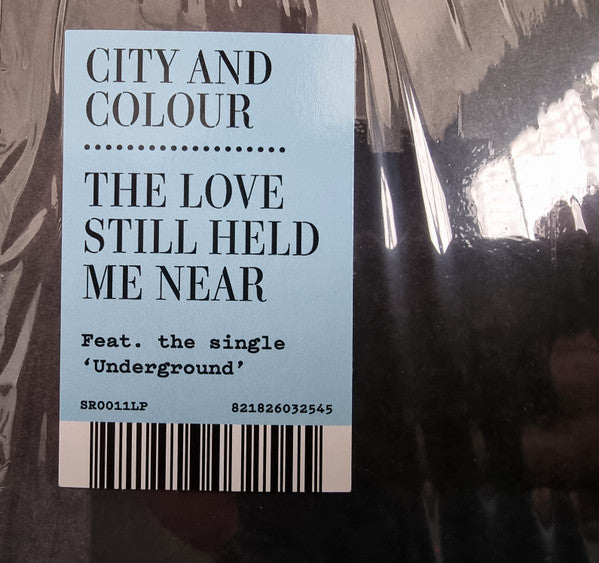 CITY AND
COLOUR
THE LOVE
STILL HELD
ME NEAR
Feat. the single
‘Underground’
SR0011LP 821826032545